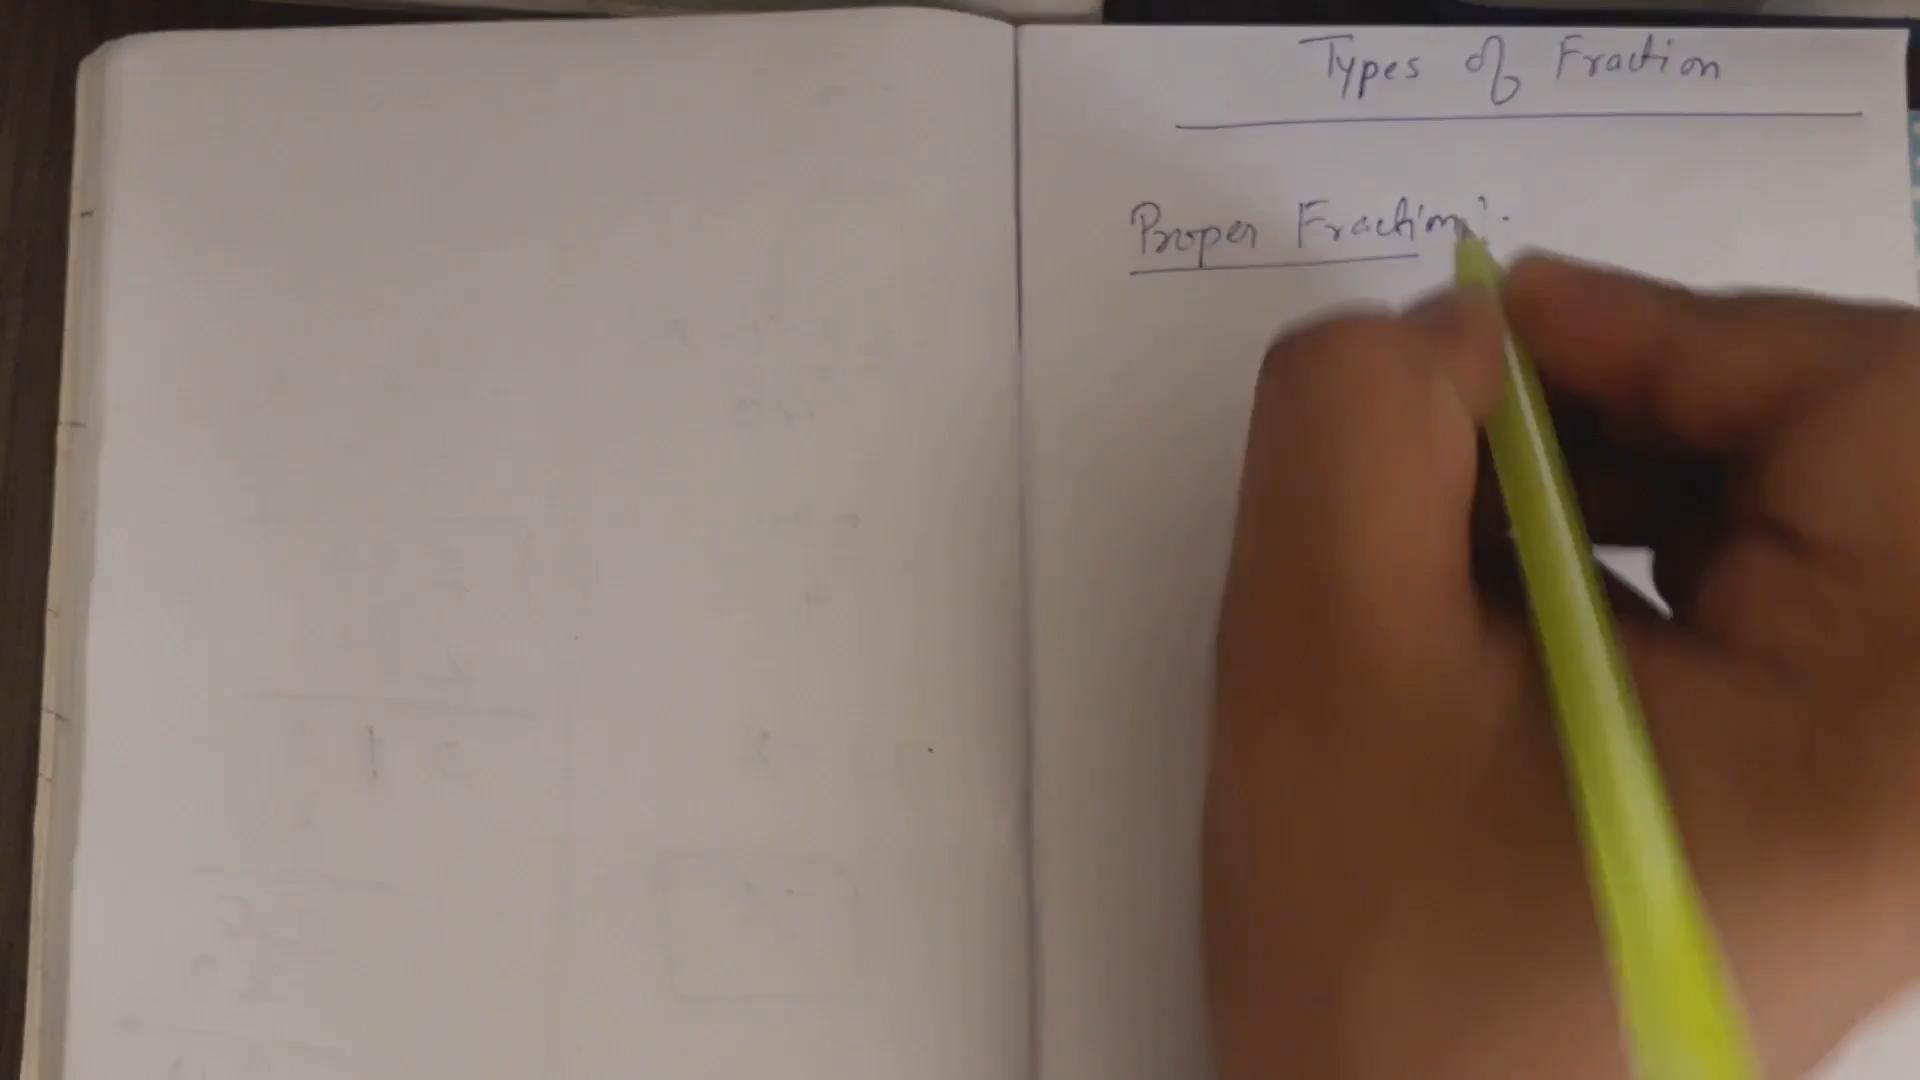 Types of Fraction
Proper Fraction :-